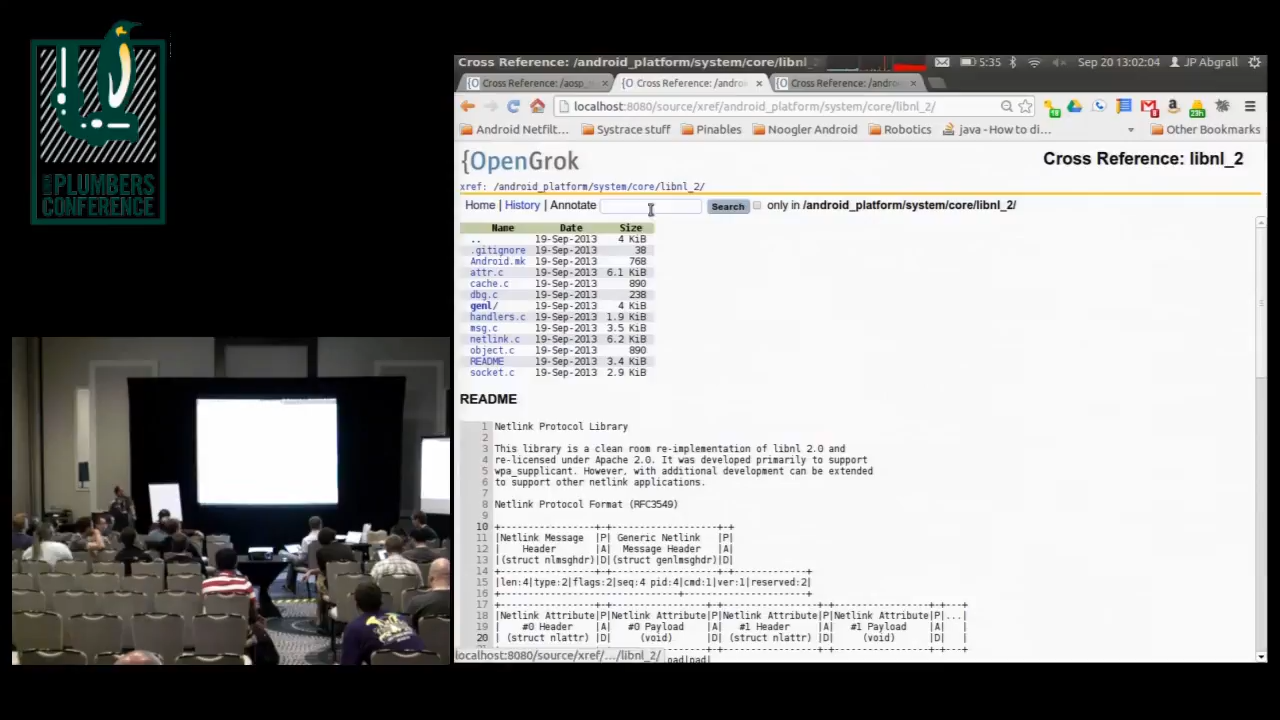 PLUMBERS
CONFERENCE
Cross Reference: /android_platform/system/core/libnl_2
5:35
Sep 20 13:02:04
JP Abgrall
Cross Reference: /aosp_
Cross Reference: /androi
Cross Reference: /androi
localhost:8080/source/xref/android_platform/system/core/libnl_2/
Android Netfilt...
Systrace stuff
Pinables
Noogler Android
Robotics
java - How to di...
Other Bookmarks
{OpenGrok
Cross Reference: libnl_2
xref: /android_platform/system/core/libnl_2/
Home | History | Annotate
Search
only in /android_platform/system/core/libnl_2/
Name Date Size
.. 19-Sep-2013 4 KiB
.gitignore 19-Sep-2013 38
Android.mk 19-Sep-2013 768
attr.c 19-Sep-2013 6.1 KiB
cache.c 19-Sep-2013 890
dbg.c 19-Sep-2013 238
genl/ 19-Sep-2013 4 KiB
handlers.c 19-Sep-2013 1.9 KiB
msg.c 19-Sep-2013 3.5 KiB
netlink.c 19-Sep-2013 6.2 KiB
object.c 19-Sep-2013 890
README 19-Sep-2013 3.4 KiB
socket.c 19-Sep-2013 2.9 KiB
README
1 Netlink Protocol Library
2
3 This library is a clean room re-implementation of libnl 2.0 and
4 re-licensed under Apache 2.0. It was developed primarily to support
5 wpa_supplicant. However, with additional development can be extended
6 to support other netlink applications.
7
8 Netlink Protocol Format (RFC3549)
9
10 +-----------------+-+-------------------+-+
11 |Netlink Message |P| Generic Netlink |P|
12 | Header |A| Message Header |A|
13 |(struct nlmsghdr)|D|(struct genlmsghdr)|D|
14 +-----------------+-+-------------------+-+-------------+
15 |len:4|type:2|flags:2|seq:4 pid:4|cmd:1|ver:1|reserved:2|
16 +--------------------------------+----------------------+
17 +-----------------+-+-----------------+-+-----------------+-+-----------------+-+---+
18 |Netlink Attribute|P|Netlink Attribute|P|Netlink Attribute|P|Netlink Attribute|P|...|
19 | #0 Header |A| #0 Payload |A| #1 Header |A| #1 Payload |A| |
20 | (struct nlattr) |D| (void) |D| (struct nlattr) |D| (void) |D| |
localhost:8080/source/xref/.../libnl_2/